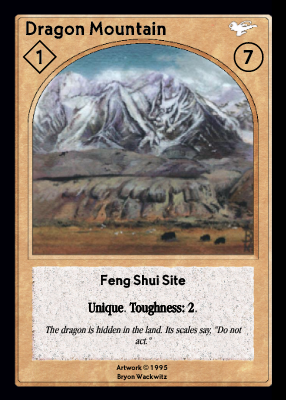 Dragon Mountain
1
7
Feng Shui Site
Unique. Toughness: 2.
The dragon is hidden in the land. Its scales say, "Do not
act."
Artwork © 1995
Bryon Wackwitz